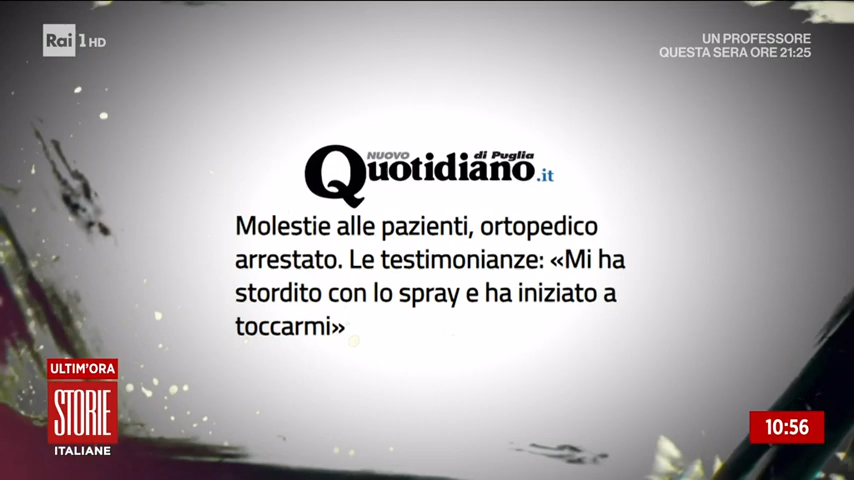 Rai 1 HD
UN PROFESSORE
QUESTA SERA ORE 21:25
NUOVO
di Puglia
Quotidiano.it
Molestie alle pazienti, ortopedico
arrestato. Le testimonianze: «Mi ha
stordito con lo spray e ha iniziato a
toccarmi»
ULTIM'ORA
STORIE
ITALIANE
10:56